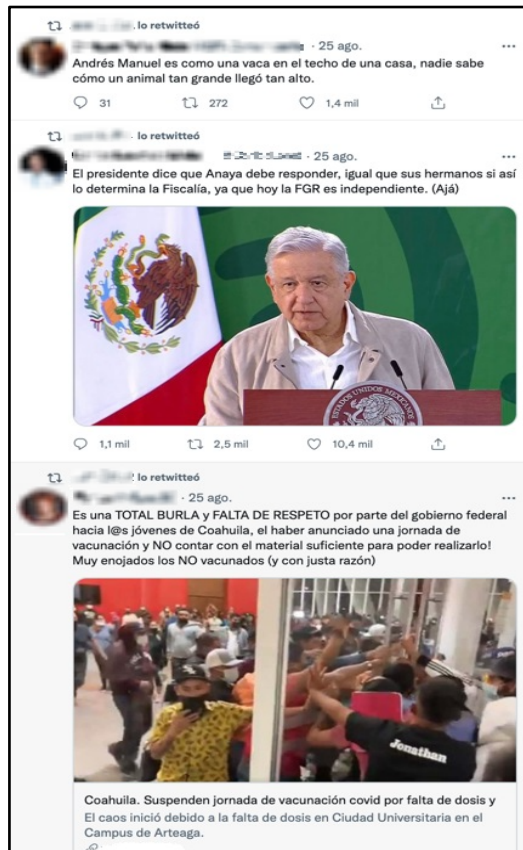 lo retwitteó
· 25 ago.
Andrés Manuel es como una vaca en el techo de una casa, nadie sabe
cómo un animal tan grande llegó tan alto.
31 272 1,4 mil
lo retwitteó
· 25 ago.
El presidente dice que Anaya debe responder, igual que sus hermanos si así
lo determina la Fiscalía, ya que hoy la FGR es independiente. (Ajá)
ESTADOS UNIDOS MEXICANOS
1,1 mil 2,5 mil 10,4 mil
lo retwitteó
· 25 ago.
Es una TOTAL BURLA y FALTA DE RESPETO por parte del gobierno federal
hacia l@s jóvenes de Coahuila, el haber anunciado una jornada de
vacunación y NO contar con el material suficiente para poder realizarlo!
Muy enojados los NO vacunados (y con justa razón)
Jonathan
Coahuila. Suspenden jornada de vacunación covid por falta de dosis y
El caos inició debido a la falta de dosis en Ciudad Universitaria en el
Campus de Arteaga.